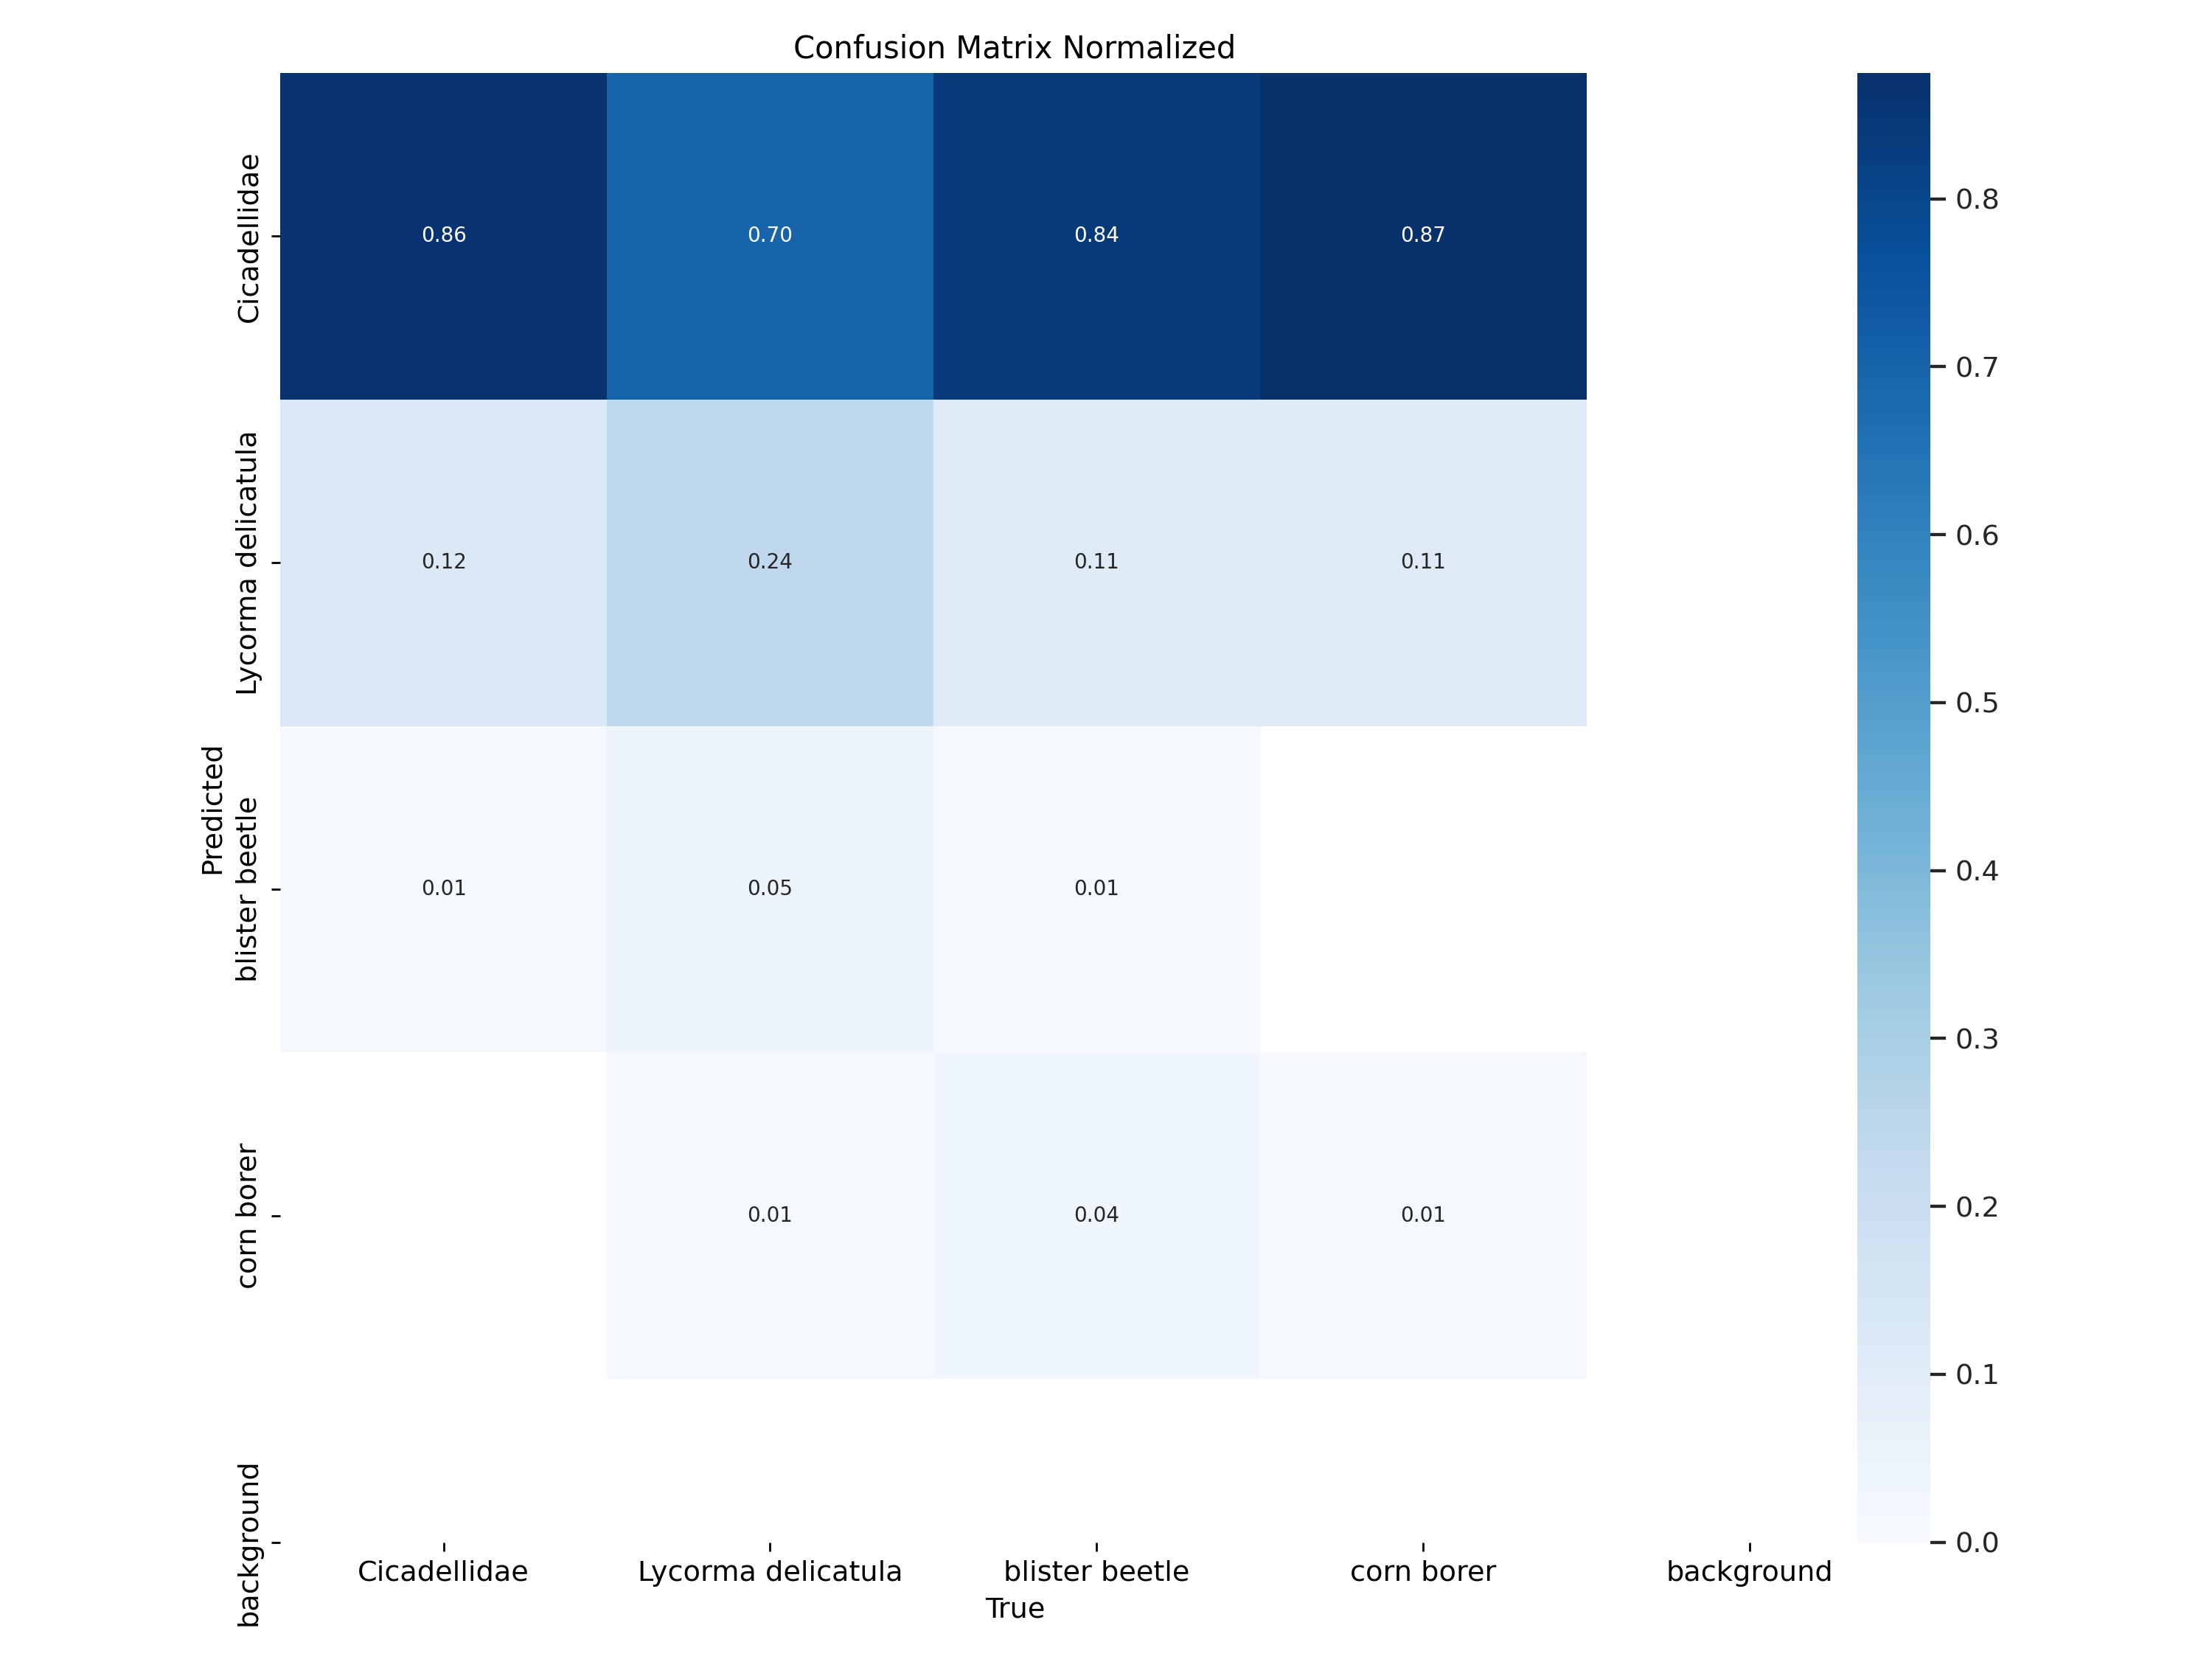 Confusion Matrix Normalized
Cicadellidae
0.86 0.70 0.84 0.87
Lycorma delicatula
0.12 0.24 0.11 0.11
blister beetle
0.01 0.05 0.01
corn borer
0.01 0.04 0.01
background
Predicted
Cicadellidae Lycorma delicatula blister beetle corn borer background
True
0.8
0.7
0.6
0.5
0.4
0.3
0.2
0.1
0.0